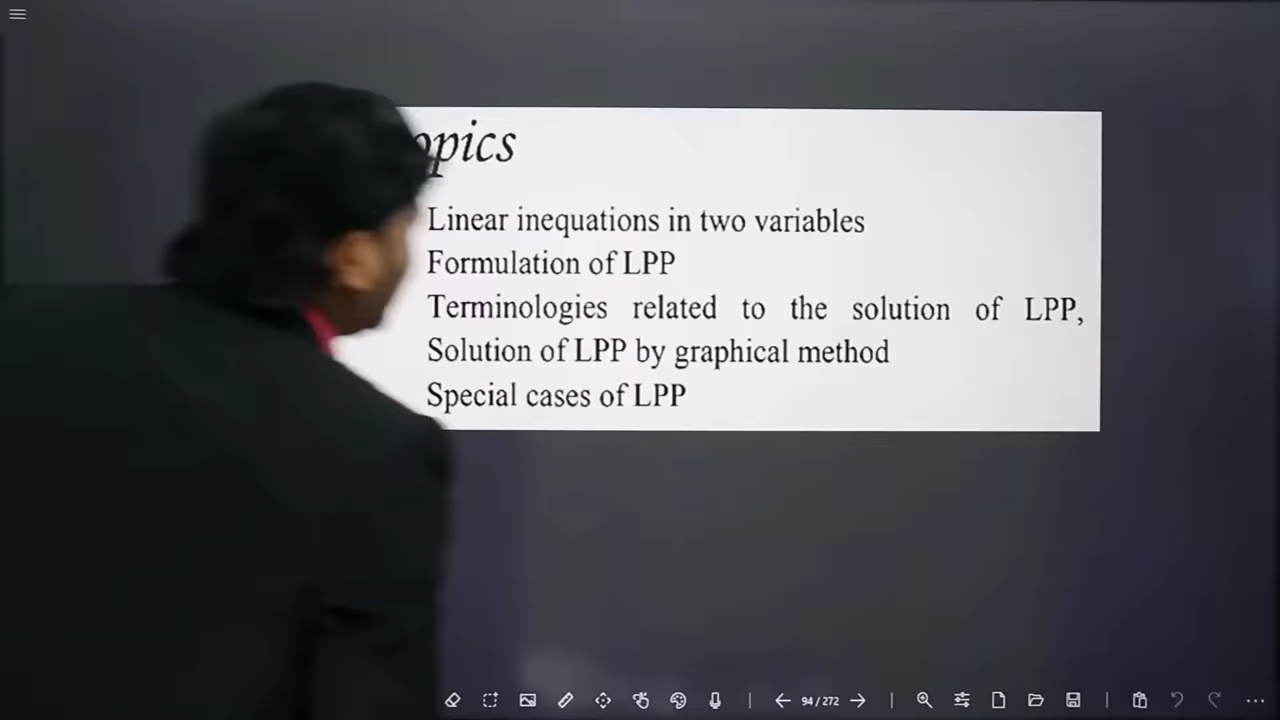 opics
Linear inequations in two variables
Formulation of LPP
Terminologies related to the solution of LPP,
Solution of LPP by graphical method
Special cases of LPP
94 / 272